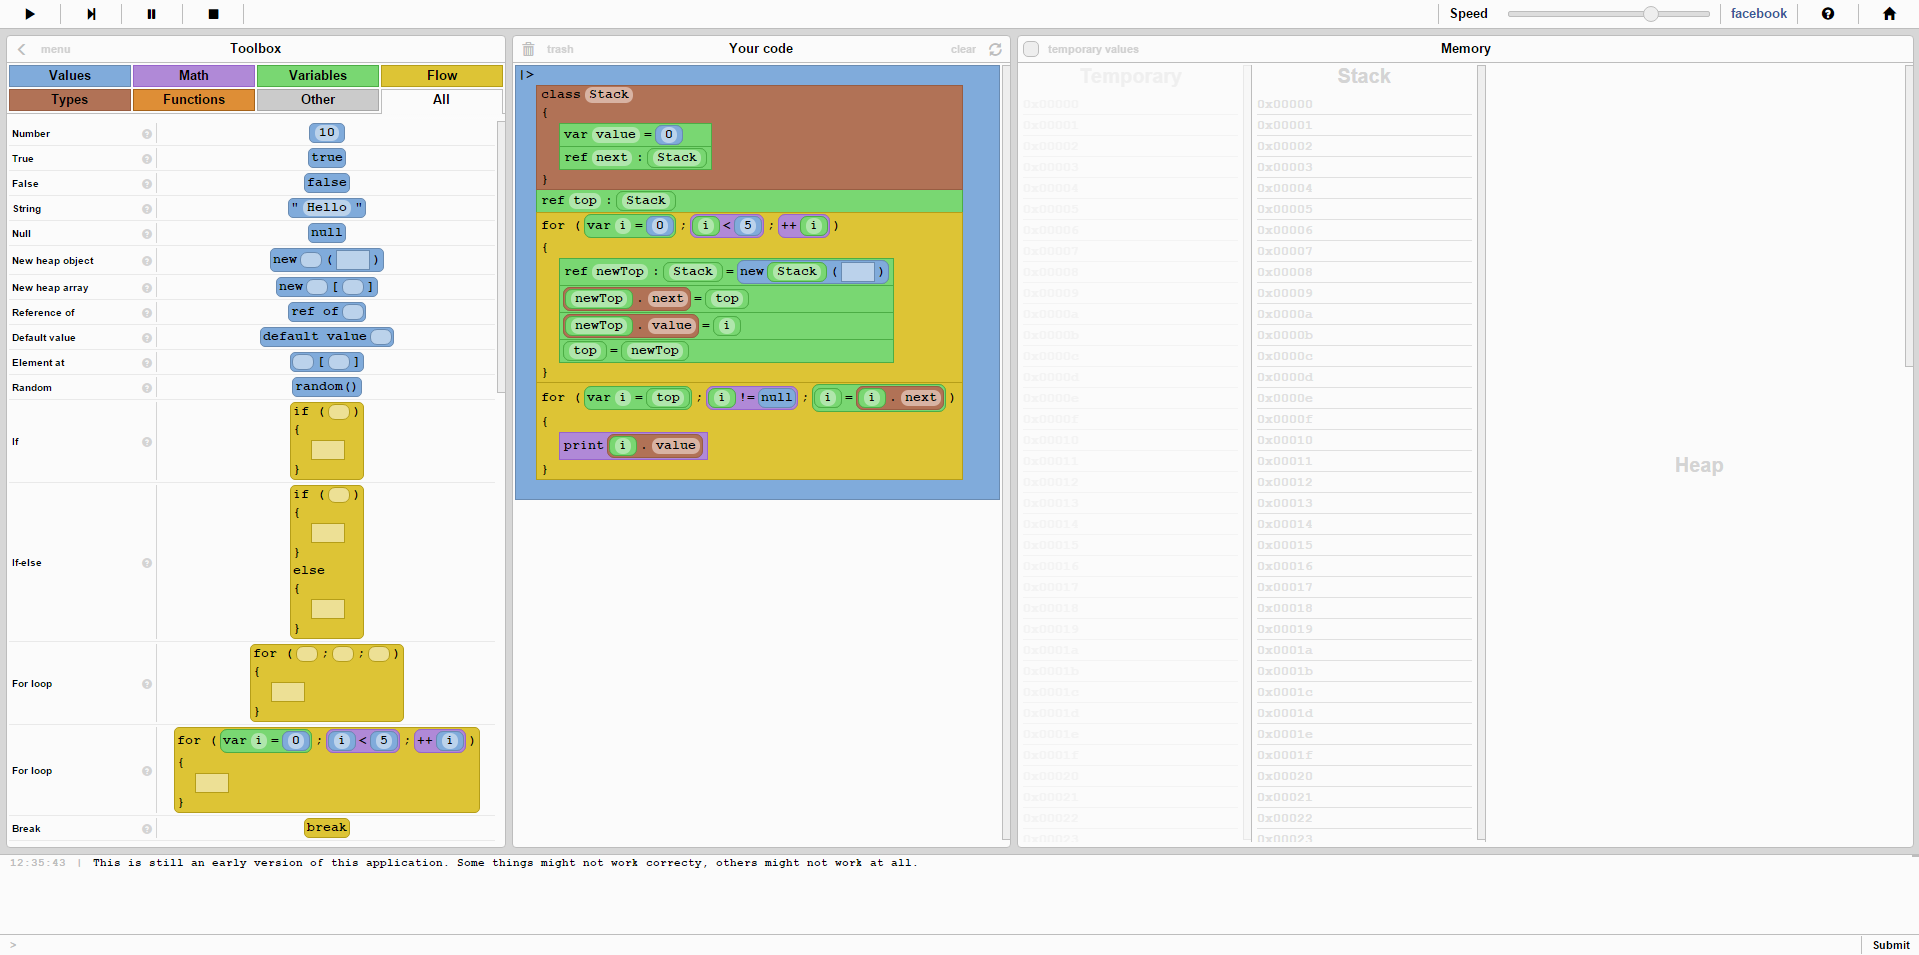 Speed facebook
menu Toolbox
Values Math Variables Flow
Types Functions Other All
Number 10
True true
False false
String " Hello "
Null null
New heap object new ( )
New heap array new [ ]
Reference of ref of
Default value default value
Element at [ ]
Random random()
If
if ( )
{
}
If-else
if ( )
{
}
else
{
}
For loop
for ( ; ; )
{
}
For loop
for ( var i = 0 ; i < 5 ; ++ i )
{
}
Break break
trash Your code clear
|>
class Stack
{
var value = 0
ref next : Stack
}
ref top : Stack
for ( var i = 0 ; i < 5 ; ++ i )
{
ref newTop : Stack = new Stack ( )
newTop . next = top
newTop . value = i
top = newTop
}
for ( var i = top ; i != null ; i = i . next )
{
print i . value
}
temporary values Memory
Temporary
0x00000
0x00001
0x00002
0x00003
0x00004
0x00005
0x00006
0x00007
0x00008
0x00009
0x0000a
0x0000b
0x0000c
0x0000d
0x0000e
0x0000f
0x00010
0x00011
0x00012
0x00013
0x00014
0x00015
0x00016
0x00017
0x00018
0x00019
0x0001a
0x0001b
0x0001c
0x0001d
0x0001e
0x0001f
0x00020
0x00021
0x00022
0x00023
Stack
0x00000
0x00001
0x00002
0x00003
0x00004
0x00005
0x00006
0x00007
0x00008
0x00009
0x0000a
0x0000b
0x0000c
0x0000d
0x0000e
0x0000f
0x00010
0x00011
0x00012
0x00013
0x00014
0x00015
0x00016
0x00017
0x00018
0x00019
0x0001a
0x0001b
0x0001c
0x0001d
0x0001e
0x0001f
0x00020
0x00021
0x00022
0x00023
Heap
12:35:43 | This is still an early version of this application. Some things might not work correcty, others might not work at all.
> Submit